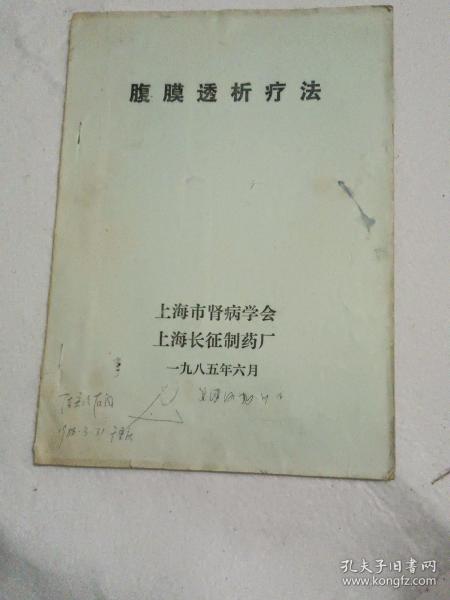 腹膜透析疗法
上海市肾病学会
上海长征制药厂
一九八五年六月
孔夫子旧书网
www.kongfz.com